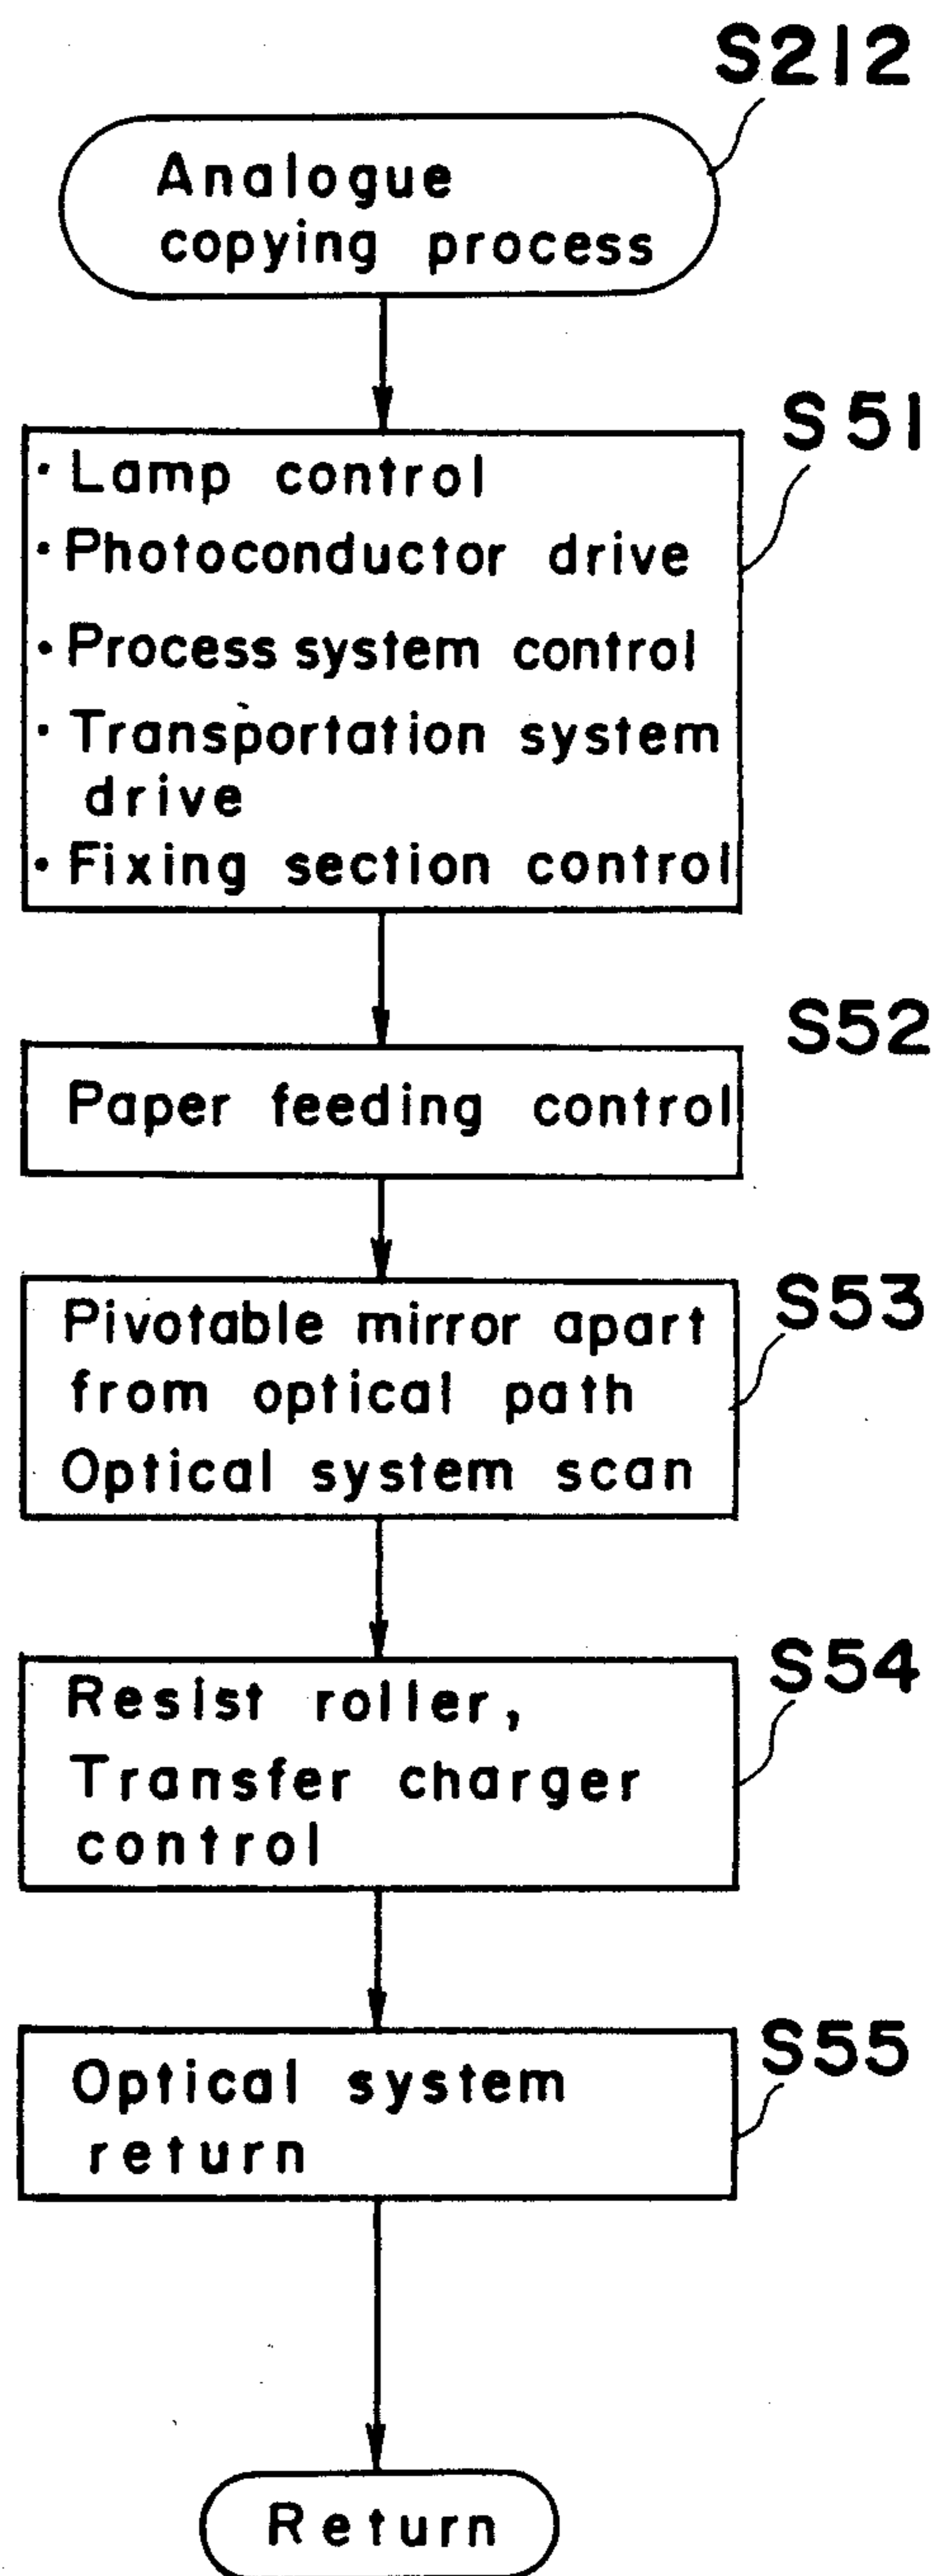 S212
Analogue
copying process
S51
· Lamp control
· Photoconductor drive
· Process system control
· Transportation system
drive
· Fixing section control
S52
Paper feeding control
S53
Pivotable mirror apart
from optical path
Optical system scan
S54
Resist roller,
Transfer charger
control
S55
Optical system
return
Return